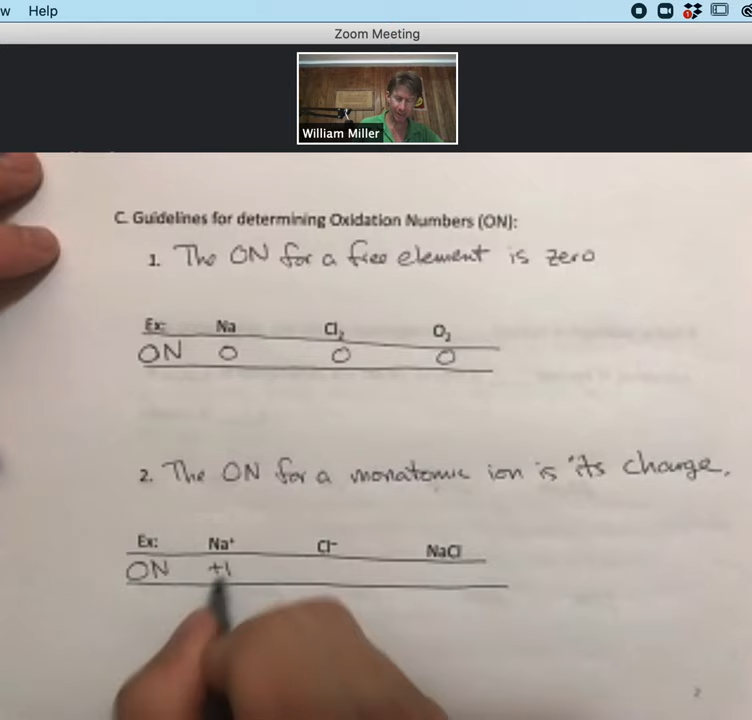 w Help
Zoom Meeting
William Miller
C. Guidelines for determining Oxidation Numbers (ON):
1. The ON for a free element is zero
Ex: Na Cl₂ O₂
ON 0 0 0
2. The ON for a monatomic ion is its charge.
Ex: Na⁺ Cl⁻ NaCl
ON +1
2